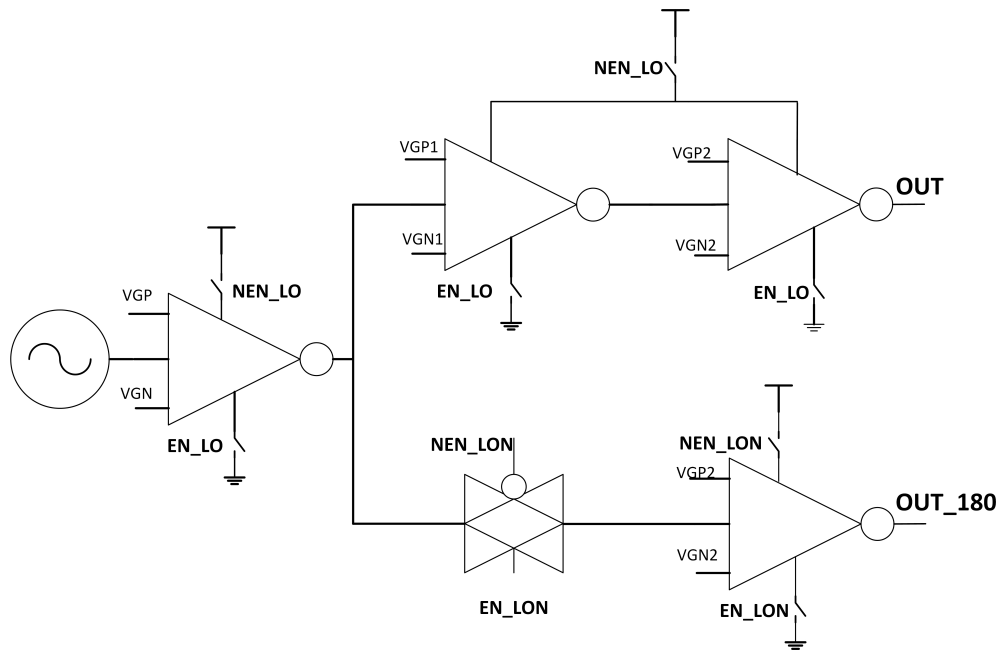 NEN_LO
VGP1
VGP2
OUT
VGN1
VGN2
NEN_LO
EN_LO
EN_LO
VGP
VGN
EN_LO
NEN_LON
NEN_LON
VGP2
OUT_180
VGN2
EN_LON
EN_LON